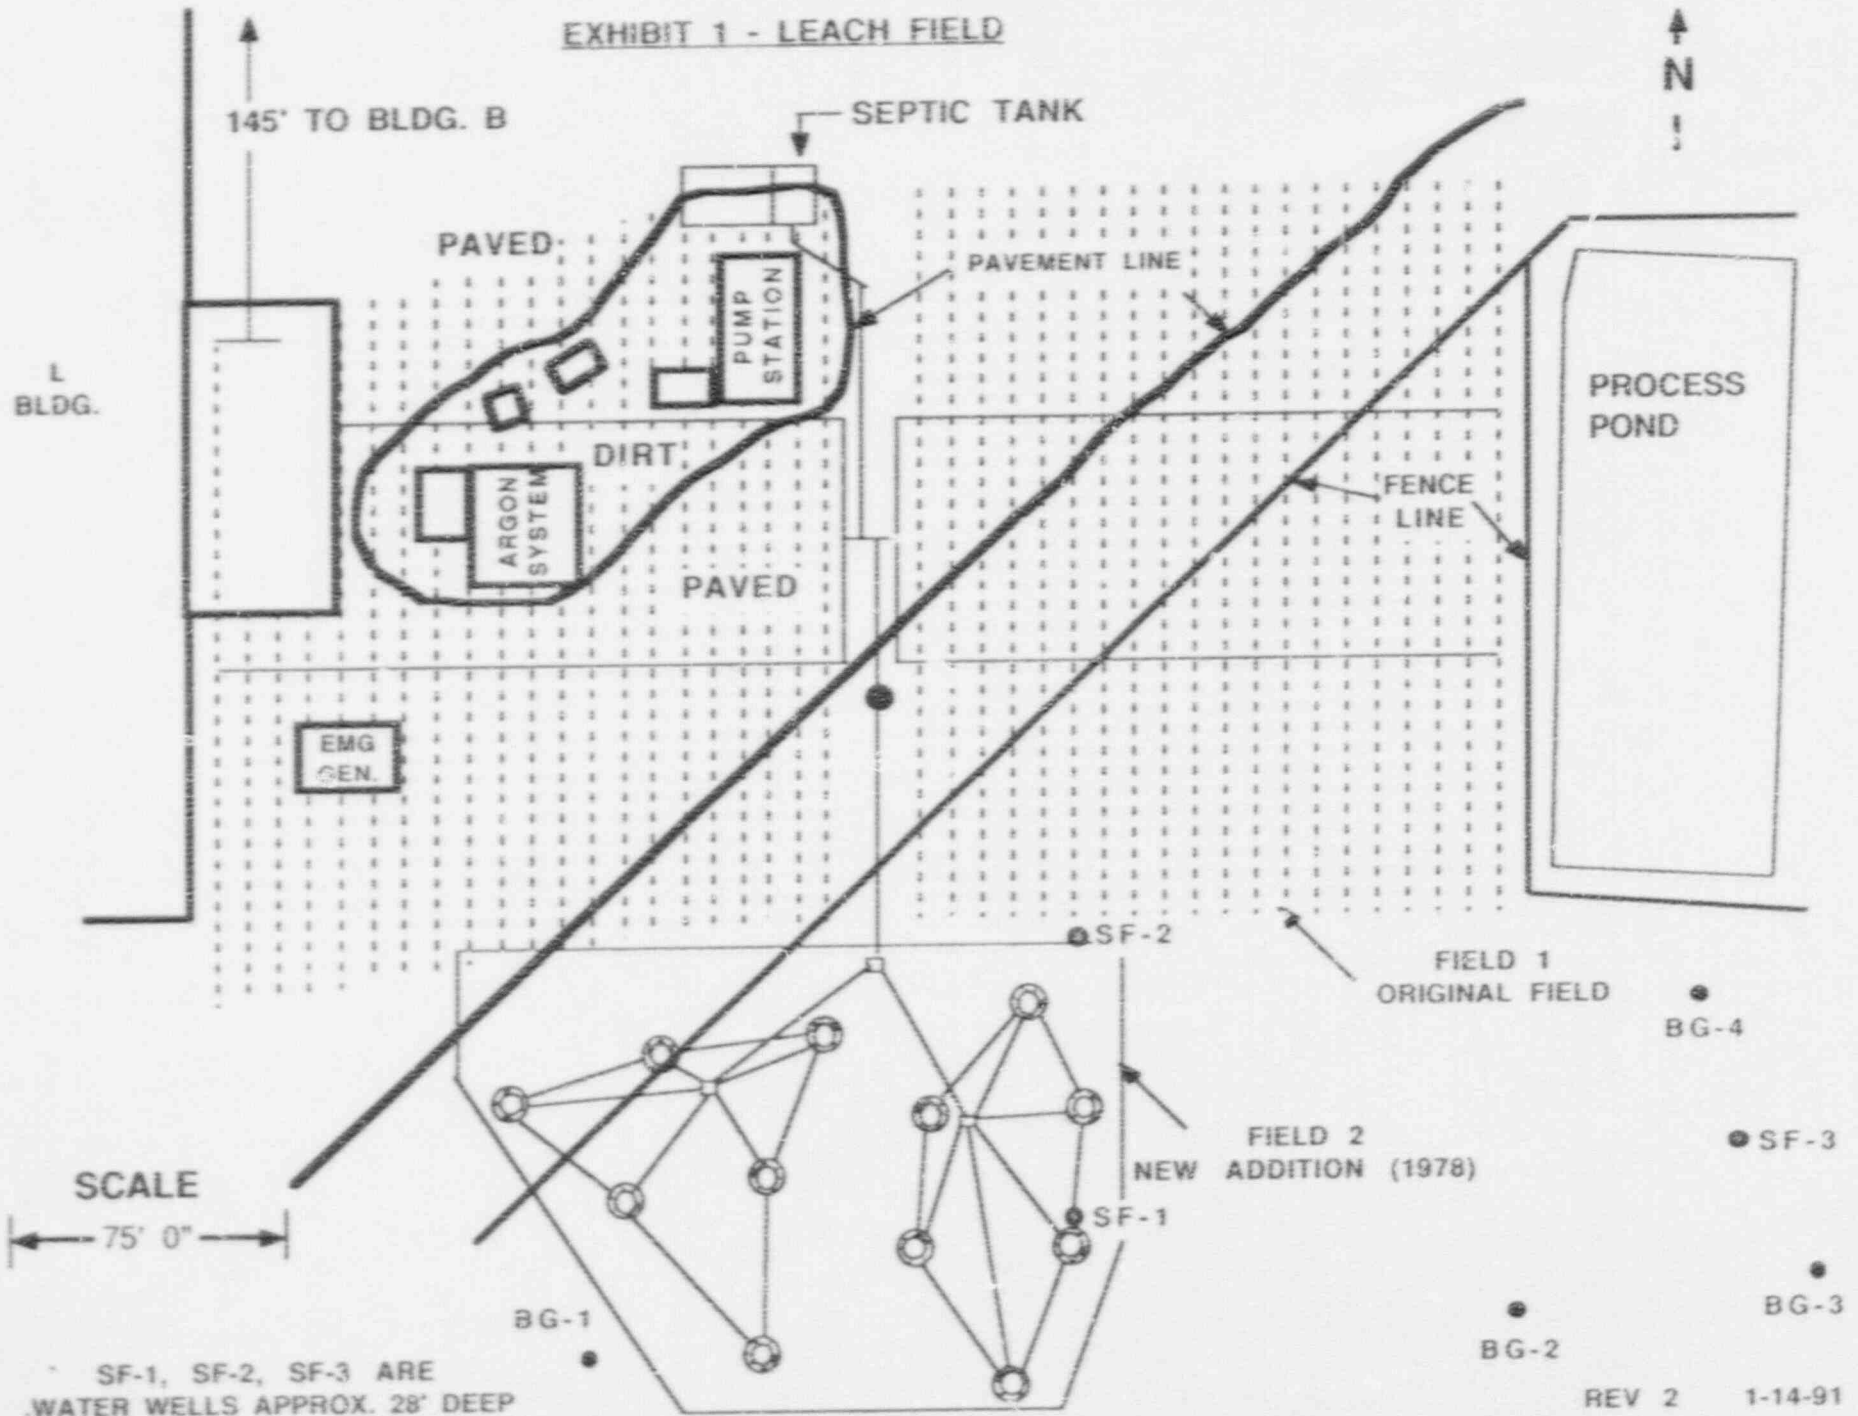 EXHIBIT 1 - LEACH FIELD
N
145' TO BLDG. B
SEPTIC TANK
PAVED
PAVEMENT LINE
PUMP
STATION
L
BLDG.
PROCESS
POND
DIRT
ARGON
SYSTEM
FENCE
LINE
PAVED
EMG
GEN.
SF-2
FIELD 1
ORIGINAL FIELD
BG-4
FIELD 2
NEW ADDITION (1978)
SF-3
SCALE
75' 0"
SF-1
BG-1
BG-3
BG-2
SF-1, SF-2, SF-3 ARE
WATER WELLS APPROX. 28' DEEP
REV 2 1-14-91